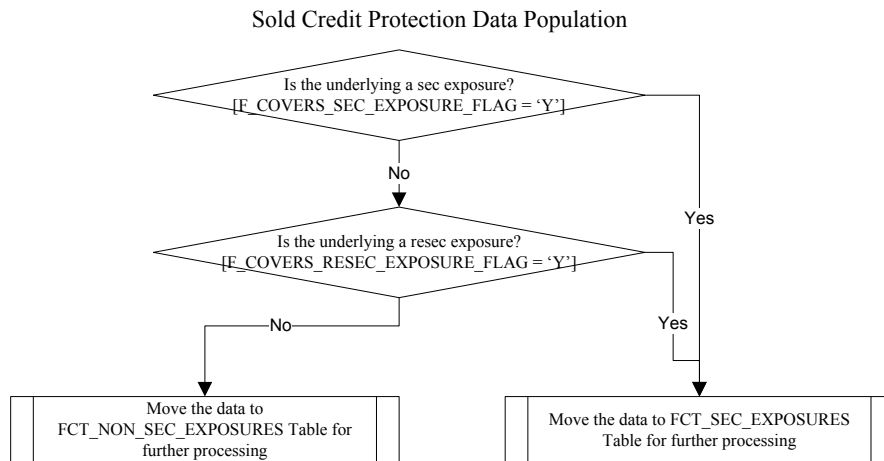 Sold Credit Protection Data Population
Is the underlying a sec exposure?
[F_COVERS_SEC_EXPOSURE_FLAG = ‘Y’]
No
Yes
Is the underlying a resec exposure?
[F_COVERS_RESEC_EXPOSURE_FLAG = ‘Y’]
No
Yes
Move the data to
FCT_NON_SEC_EXPOSURES Table for
further processing
Move the data to FCT_SEC_EXPOSURES
Table for further processing